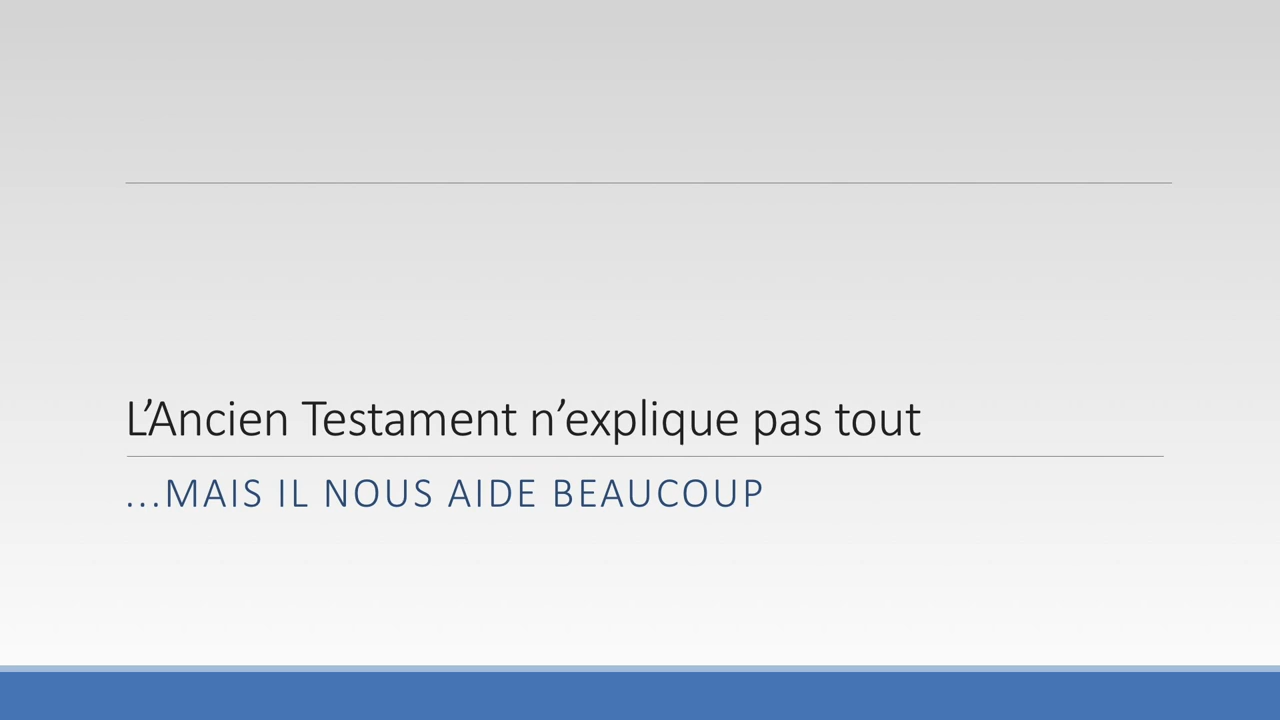 L’Ancien Testament n’explique pas tout
...MAIS IL NOUS AIDE BEAUCOUP